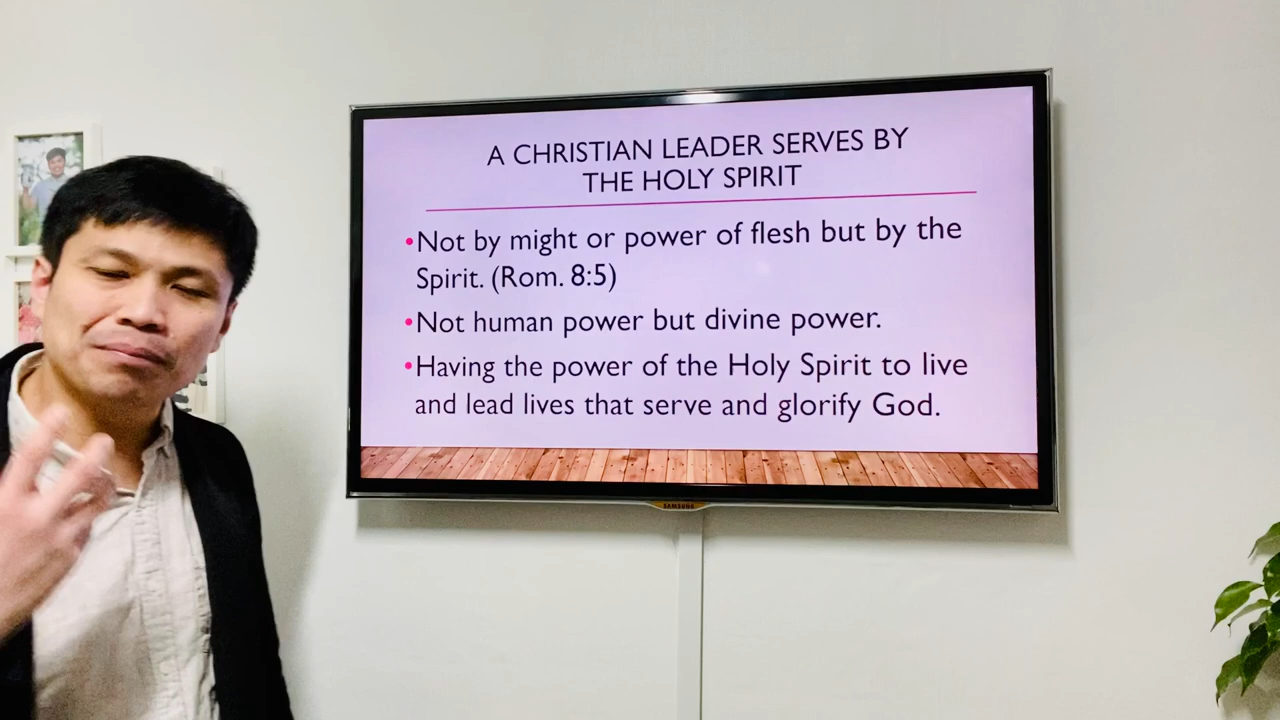 A CHRISTIAN LEADER SERVES BY
THE HOLY SPIRIT
•Not by might or power of flesh but by the
Spirit. (Rom. 8:5)
•Not human power but divine power.
•Having the power of the Holy Spirit to live
and lead lives that serve and glorify God.
SAMSUNG